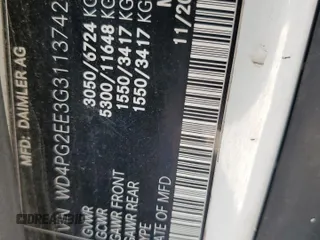 MFD: DAIMLER AG
WD4PG2EE3G3113742
GVWR 3050/6724 KG
GCWR 5300/11648 KG
GAWR FRONT 1550/3417 KG
GAWR REAR 1550/3417 KG
TYPE
DATE OF MFD 11/20